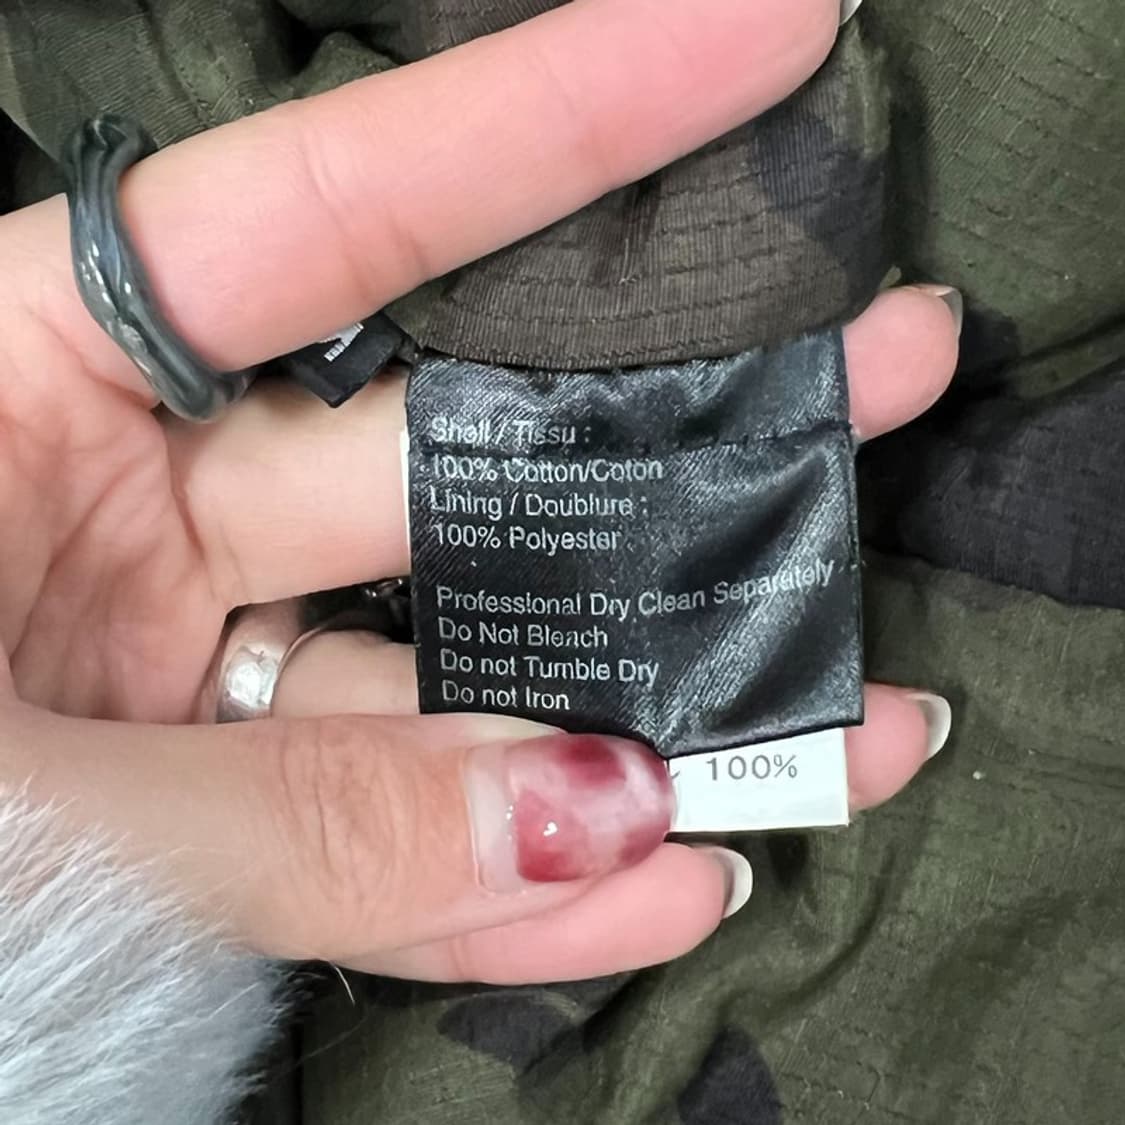 Shell / Tissu :
100% Cotton/Coton
Lining / Doublure :
100% Polyester
Professional Dry Clean Separately
Do Not Bleach
Do not Tumble Dry
Do not Iron
100%